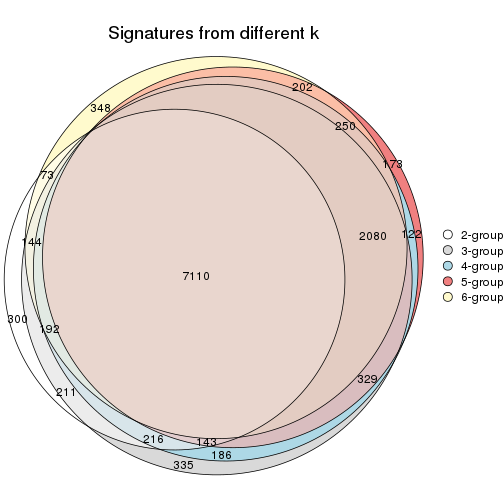 Signatures from different k
202
348
250
173
73
122
2080
144
7110
300
192
329
211
216
143
186
335
2-group
3-group
4-group
5-group
6-group